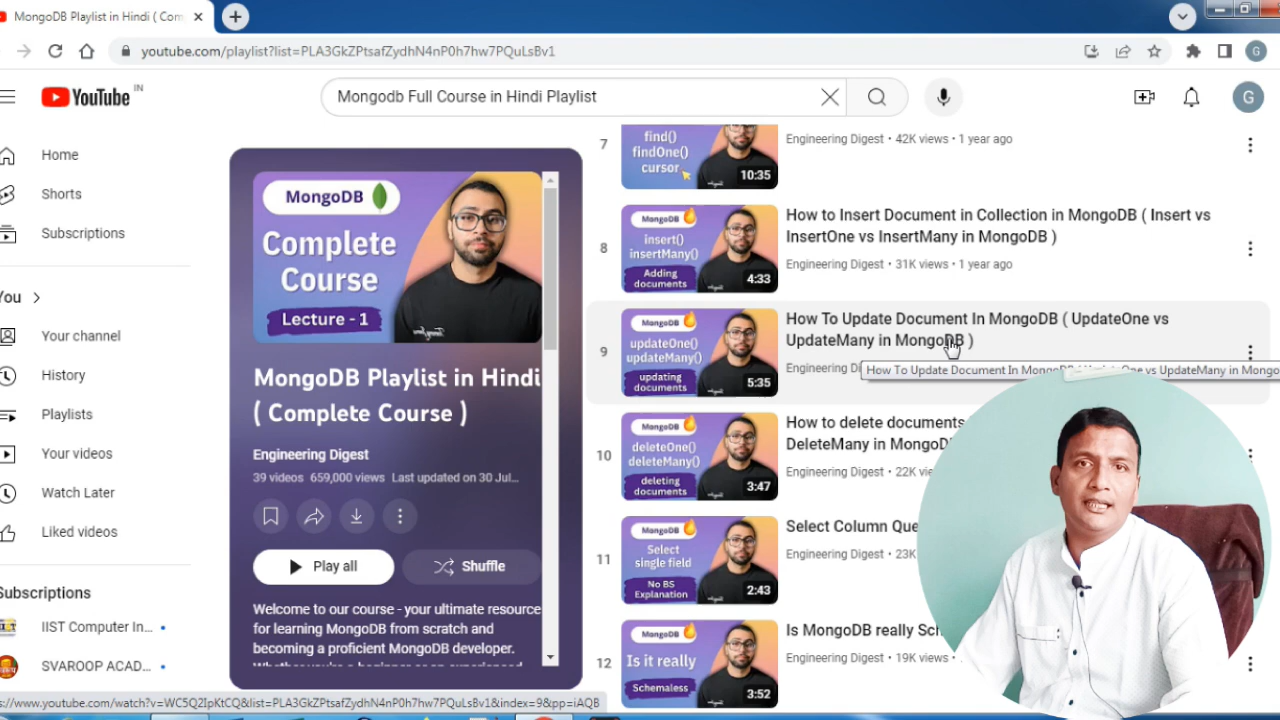 MongoDB Playlist in Hindi ( Com
youtube.com/playlist?list=PLA3GkZPtsafZydhN4nP0h7hw7PQuLsBv1
G
YouTube IN
Mongodb Full Course in Hindi Playlist
G
Home
Shorts
Subscriptions
You
Your channel
History
Playlists
Your videos
Watch Later
Liked videos
Subscriptions
IIST Computer In...
SVAROOP ACAD...
MongoDB
Complete
Course
Lecture - 1
MongoDB Playlist in Hindi
( Complete Course )
Engineering Digest
39 videos 659,000 views Last updated on 30 Jul...
Play all
Shuffle
Welcome to our course - your ultimate resource
for learning MongoDB from scratch and
becoming a proficient MongoDB developer.
7
find()
findOne()
cursor
10:35
Engineering Digest • 42K views • 1 year ago
8
MongoDB
insert()
insertMany()
Adding
documents
4:33
How to Insert Document in Collection in MongoDB ( Insert vs
InsertOne vs InsertMany in MongoDB )
Engineering Digest • 31K views • 1 year ago
9
MongoDB
updateOne()
updateMany()
updating
documents
5:35
How To Update Document In MongoDB ( UpdateOne vs
UpdateMany in MongoDB )
Engineering Di
How To Update Document In MongoDB ( UpdateOne vs UpdateMany in Mongo
10
MongoDB
deleteOne()
deleteMany()
deleting
documents
3:47
How to delete documents
DeleteMany in MongoD
Engineering Digest • 22K vie
11
MongoDB
Select
single field
No BS
Explanation
2:43
Select Column Que
Engineering Digest • 23K
12
MongoDB
Is it really
Schemaless
3:52
Is MongoDB really Sch
Engineering Digest • 19K views
s://www.youtube.com/watch?v=WC5Q2IpKtCQ&list=PLA3GkZPtsafZydhN4nP0h7hw7PQuLsBv1&index=9&pp=iAQB